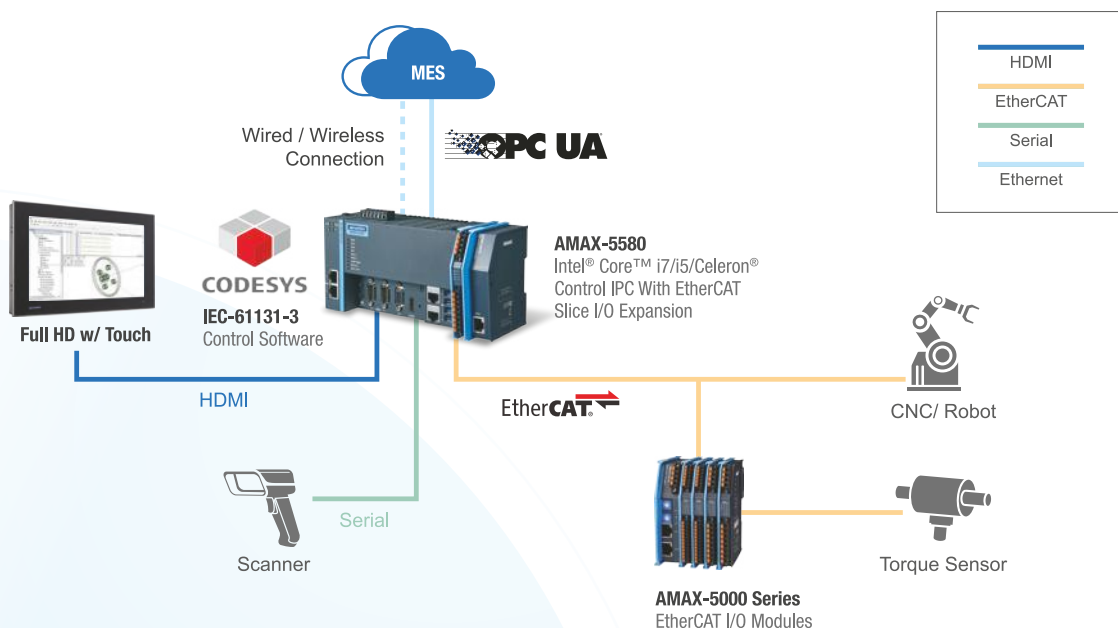 MES
Wired / Wireless
Connection
OPC UA
HDMI
EtherCAT
Serial
Ethernet
CODESYS
IEC-61131-3
Control Software
Full HD w/ Touch
AMAX-5580
Intel® Core™ i7/i5/Celeron®
Control IPC With EtherCAT
Slice I/O Expansion
HDMI
EtherCAT®
CNC/ Robot
Serial
Scanner
Torque Sensor
AMAX-5000 Series
EtherCAT I/O Modules